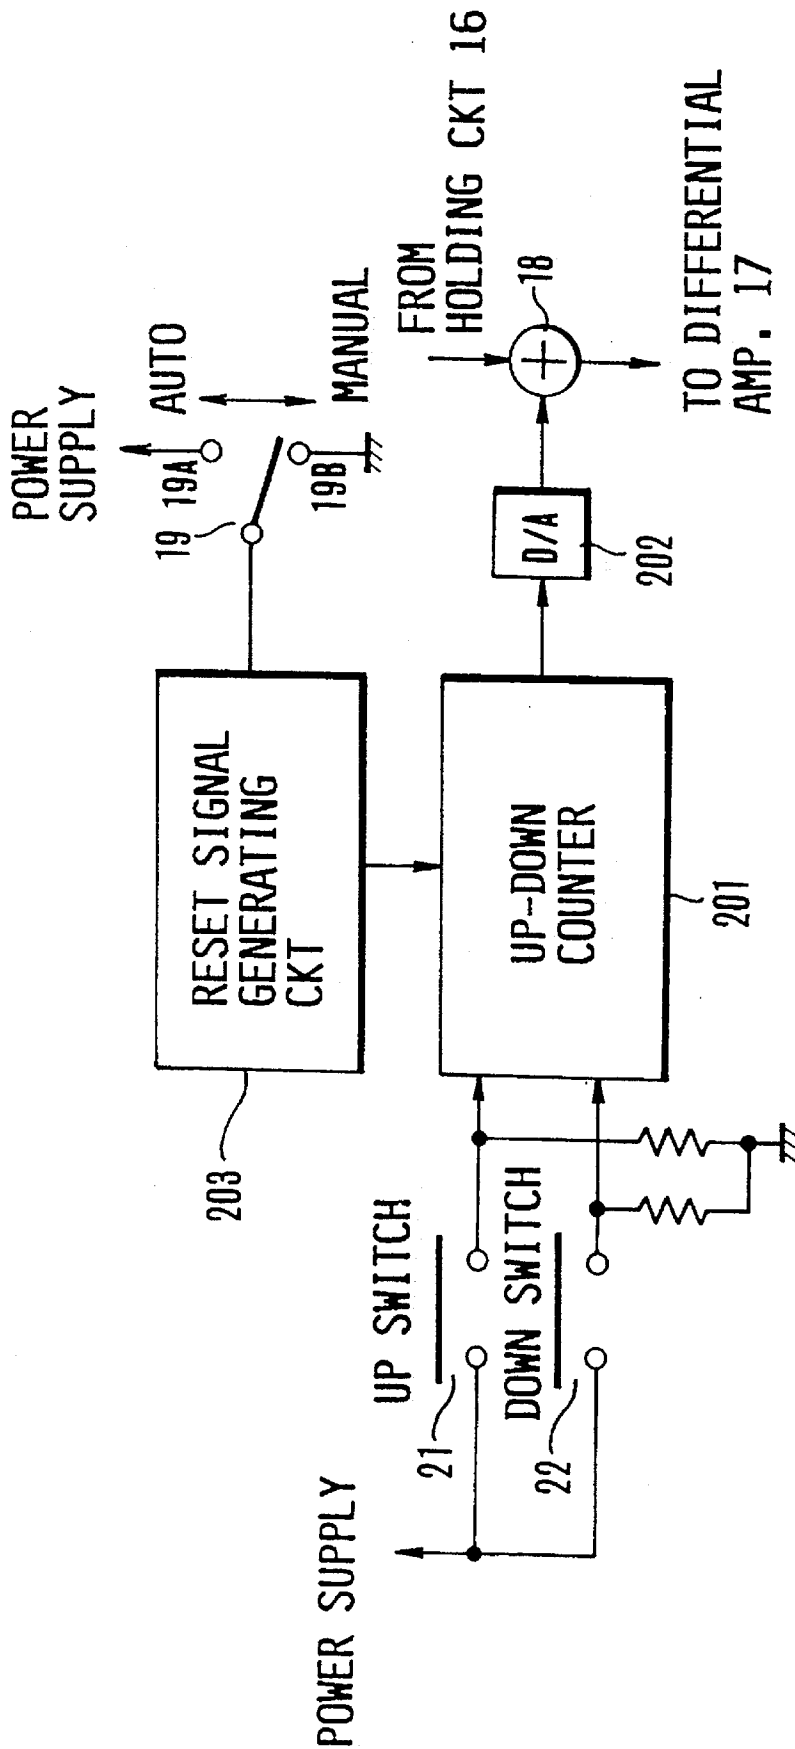 POWER
SUPPLY
19
19A
AUTO
19B
MANUAL
203
RESET SIGNAL
GENERATING
CKT
FROM
HOLDING CKT 16
18
POWER SUPPLY
UP SWITCH
21
DOWN SWITCH
22
UP-DOWN
COUNTER
201
D/A
202
TO DIFFERENTIAL
AMP. 17